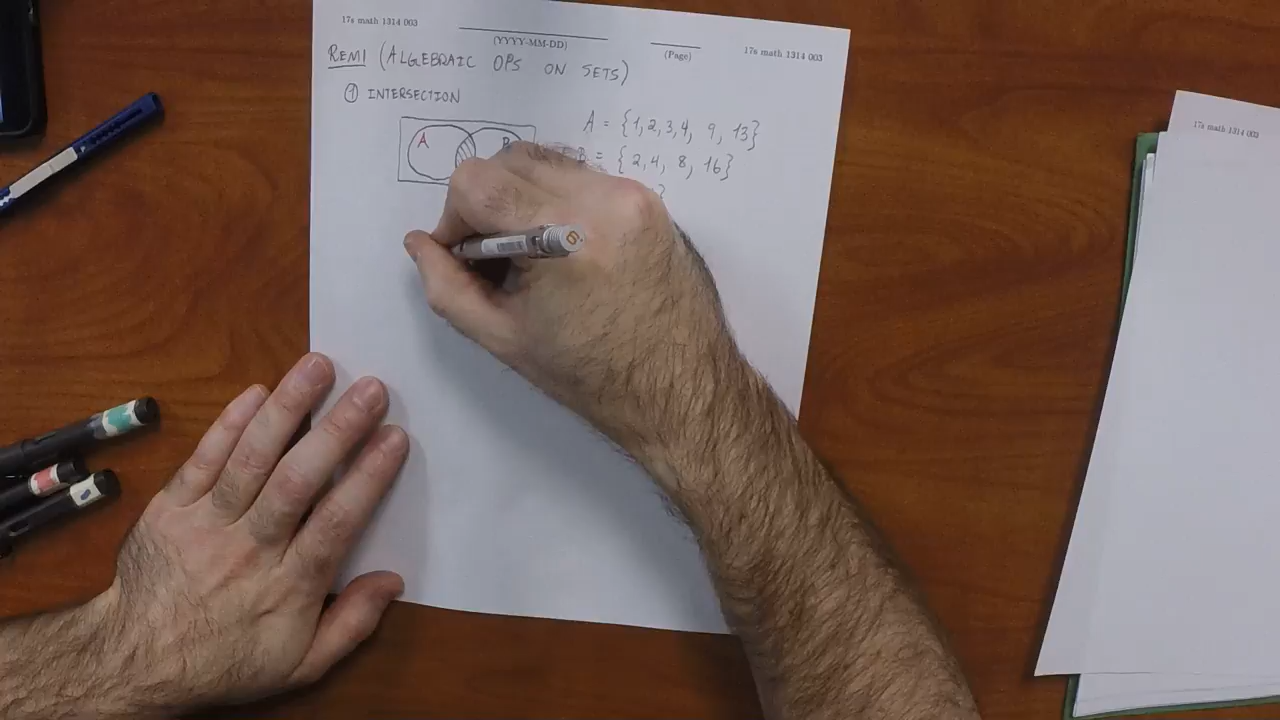 17s math 1314 003
(YYYY-MM-DD)
(Page)
17s math 1314 003
REM1 (ALGEBRAIC OPS ON SETS)
① INTERSECTION
A
B
A = {1,2,3,4, 9, 13}
B = {2,4, 8, 16}
}
17s math 1314 003